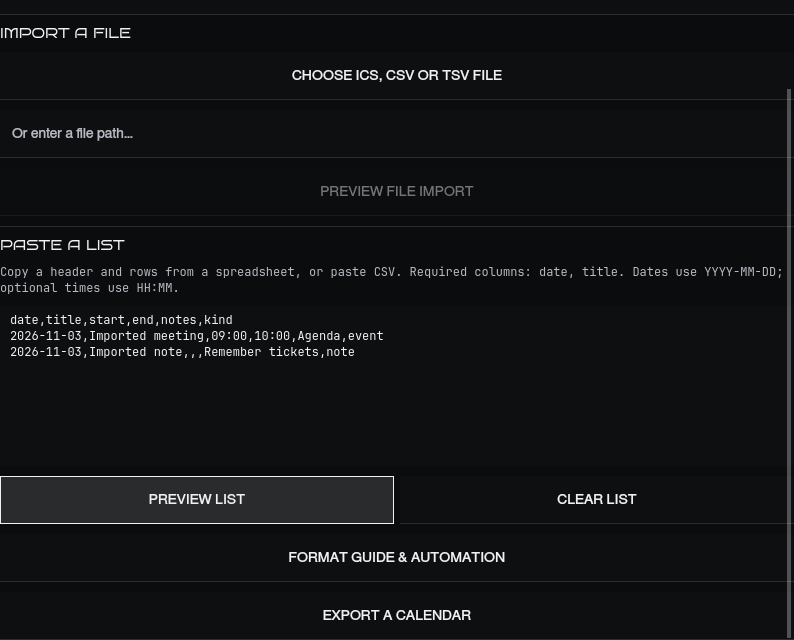 IMPORT A FILE
CHOOSE ICS, CSV OR TSV FILE
Or enter a file path...
PREVIEW FILE IMPORT
PASTE A LIST
Copy a header and rows from a spreadsheet, or paste CSV. Required columns: date, title. Dates use YYYY-MM-DD;
optional times use HH:MM.
date,title,start,end,notes,kind
2026-11-03,Imported meeting,09:00,10:00,Agenda,event
2026-11-03,Imported note,,,Remember tickets,note
PREVIEW LIST
CLEAR LIST
FORMAT GUIDE & AUTOMATION
EXPORT A CALENDAR